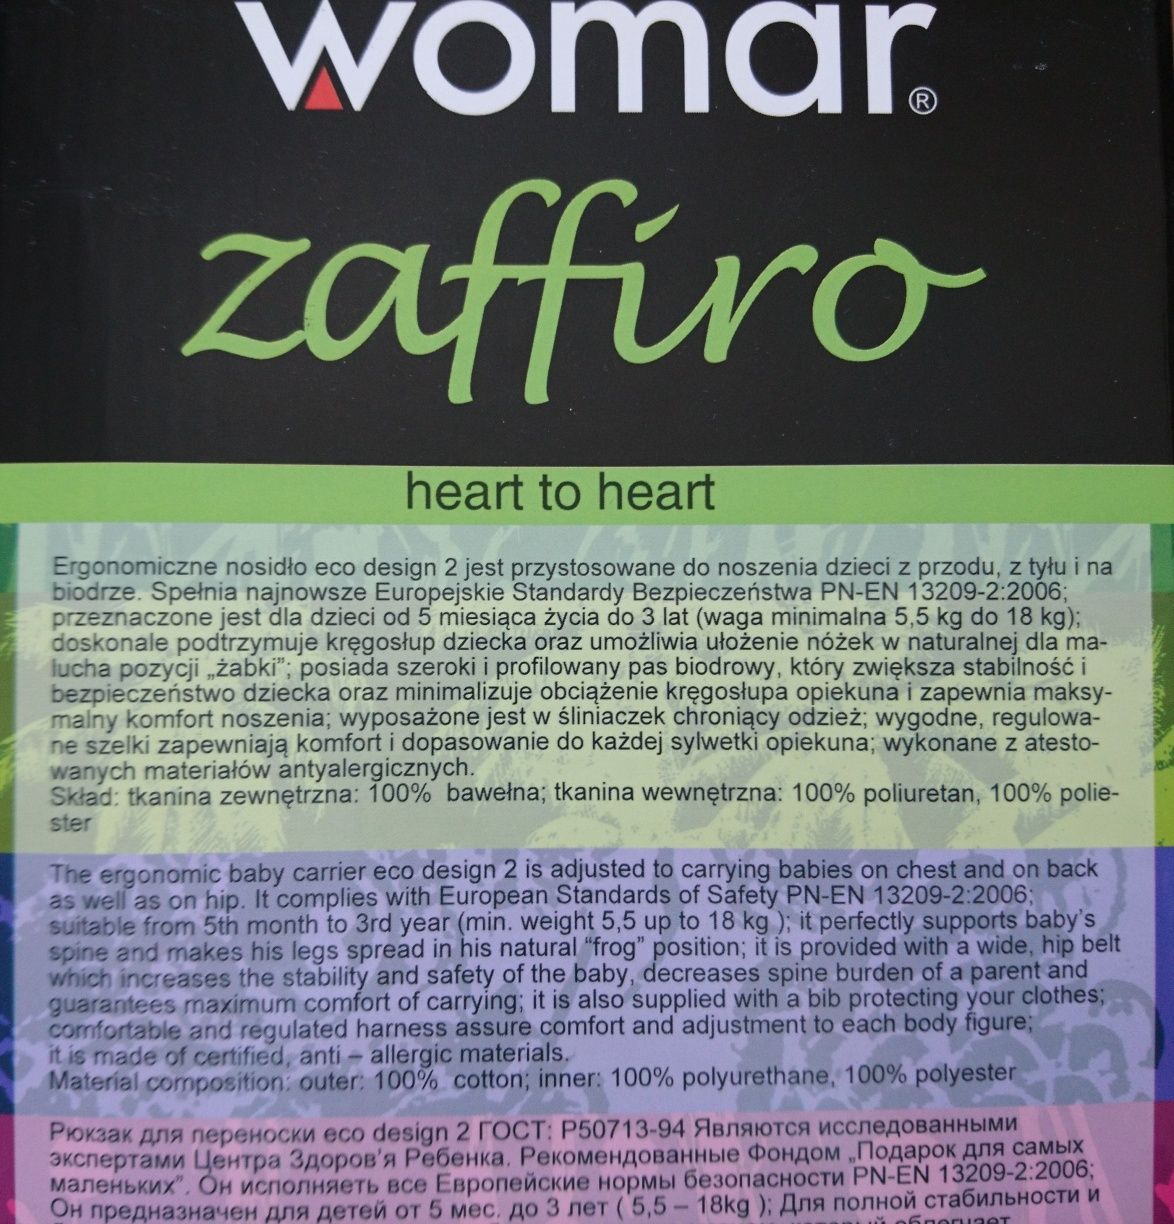 womar®
zaffiro
heart to heart
Ergonomiczne nosidło eco design 2 jest przystosowane do noszenia dzieci z przodu, z tyłu i na
biodrze. Spełnia najnowsze Europejskie Standardy Bezpieczeństwa PN-EN 13209-2:2006;
przeznaczone jest dla dzieci od 5 miesiąca życia do 3 lat (waga minimalna 5,5 kg do 18 kg);
doskonale podtrzymuje kręgosłup dziecka oraz umożliwia ułożenie nóżek w naturalnej dla ma-
lucha pozycji „żabki”; posiada szeroki i profilowany pas biodrowy, który zwiększa stabilność i
bezpieczeństwo dziecka oraz minimalizuje obciążenie kręgosłupa opiekuna i zapewnia maksy-
malny komfort noszenia; wyposażone jest w śliniaczek chroniący odzież; wygodne, regulowa-
ne szelki zapewniają komfort i dopasowanie do każdej sylwetki opiekuna; wykonane z atesto-
wanych materiałów antyalergicznych.
Skład: tkanina zewnętrzna: 100% bawełna; tkanina wewnętrzna: 100% poliuretan, 100% polie-
ster
The ergonomic baby carrier eco design 2 is adjusted to carrying babies on chest and on back
as well as on hip. It complies with European Standards of Safety PN-EN 13209-2:2006;
suitable from 5th month to 3rd year (min. weight 5,5 up to 18 kg ); it perfectly supports baby’s
spine and makes his legs spread in his natural “frog” position; it is provided with a wide, hip belt
which increases the stability and safety of the baby, decreases spine burden of a parent and
guarantees maximum comfort of carrying; it is also supplied with a bib protecting your clothes;
comfortable and regulated harness assure comfort and adjustment to each body figure;
it is made of certified, anti – allergic materials.
Material composition: outer: 100% cotton; inner: 100% polyurethane, 100% polyester
Рюкзак для переноски eco design 2 ГОСТ: Р50713-94 Являются исследованными
экспертами Центра Здоров’я Ребенка. Рекомендованные Фондом „Подарок для самых
маленьких”. Он исполняеть все Европейские нормы безопасности PN-EN 13209-2:2006;
Он предназначен для детей от 5 мес. до 3 лет ( 5,5 – 18kg ); Для полной стабильности и
который облегчает